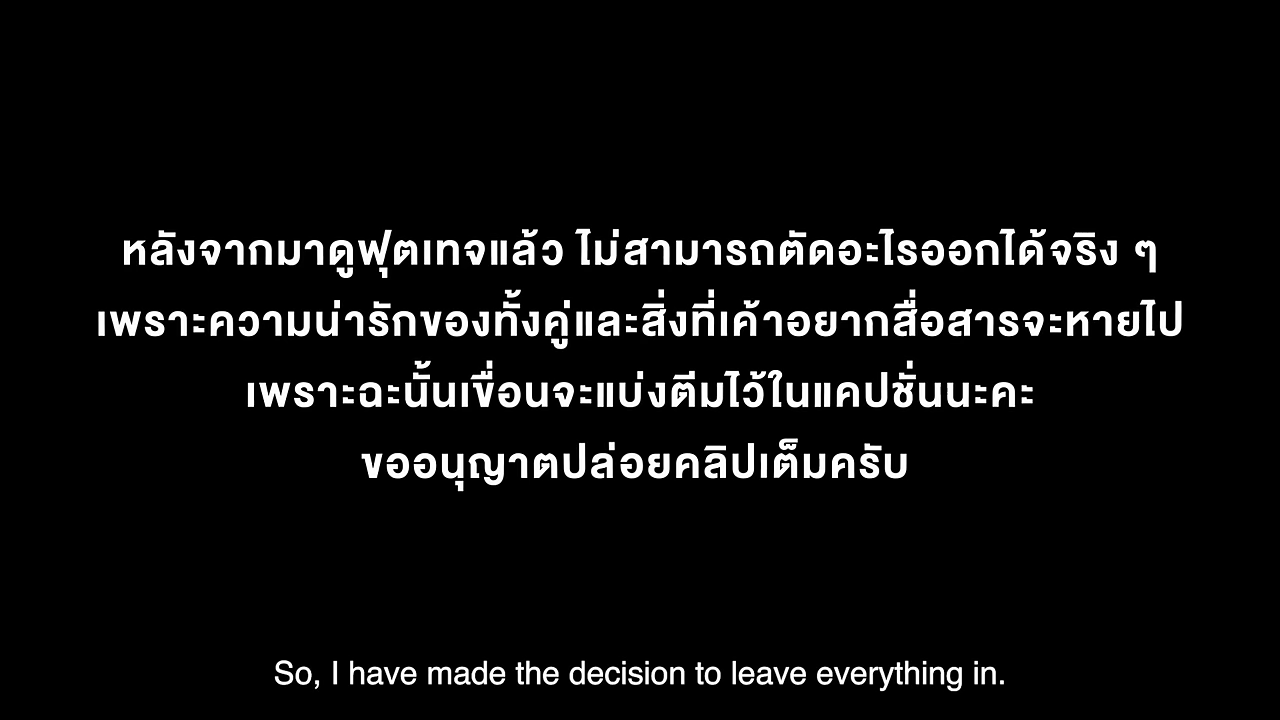 หลังจากมาดูฟุตเทจแล้ว ไม่สามารถตัดอะไรออกได้จริง ๆ
เพราะความน่ารักของทั้งคู่และสิ่งที่เค้าอยากสื่อสารจะหายไป
เพราะฉะนั้นเขื่อนจะแบ่งตีมไว้ในแคปชั่นนะคะ
ขออนุญาตปล่อยคลิปเต็มครับ
So, I have made the decision to leave everything in.